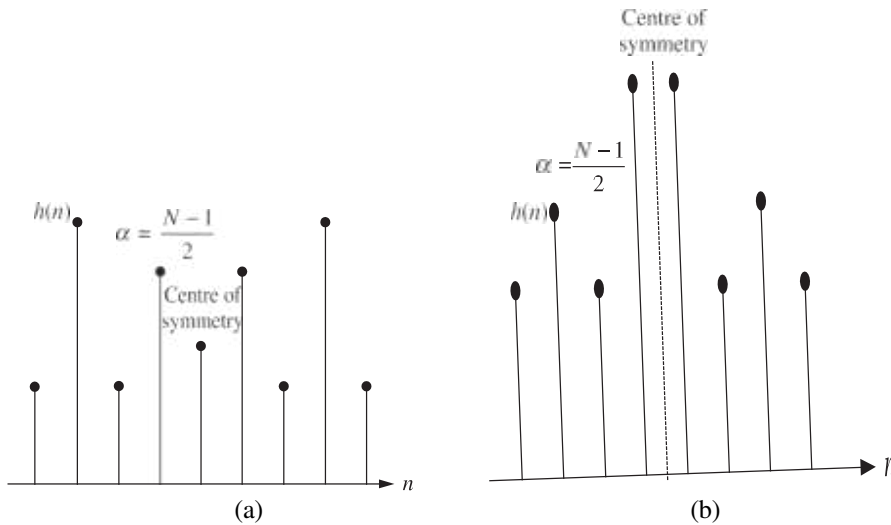 h(n)
α = N – 1
2
Centre of
symmetry
n
(a)
Centre of
symmetry
α = N – 1
2
h(n)
n
(b)